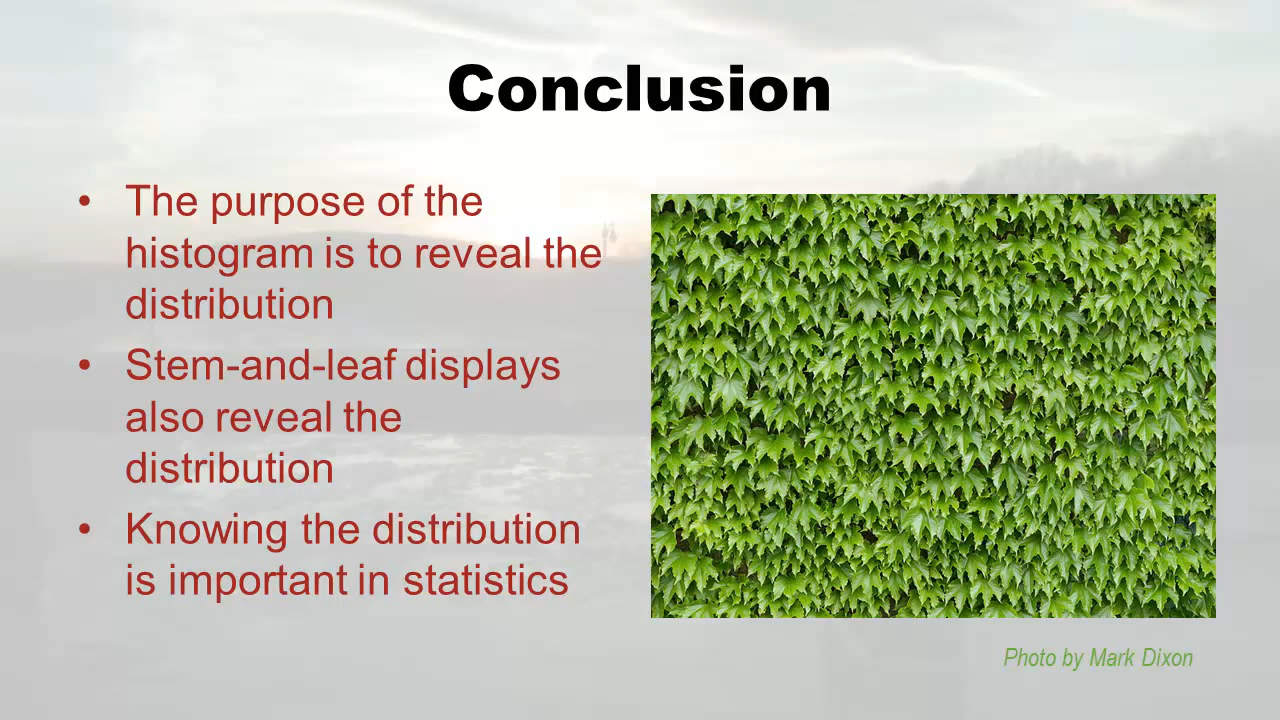 Conclusion
• The purpose of the
histogram is to reveal the
distribution
• Stem-and-leaf displays
also reveal the
distribution
• Knowing the distribution
is important in statistics
Photo by Mark Dixon